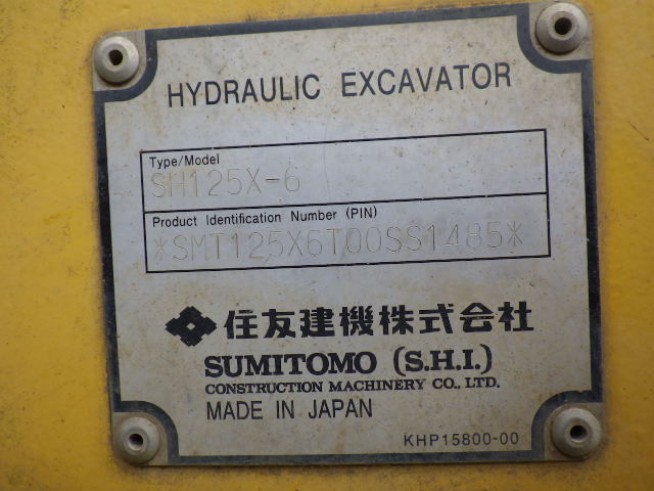 HYDRAULIC EXCAVATOR
Type/Model
SH125X-6
Product Identification Number (PIN)
*SMT125X6T00SS1485*
住友建機株式会社
SUMITOMO (S.H.I.)
CONSTRUCTION MACHINERY CO., LTD.
MADE IN JAPAN
KHP15800-00